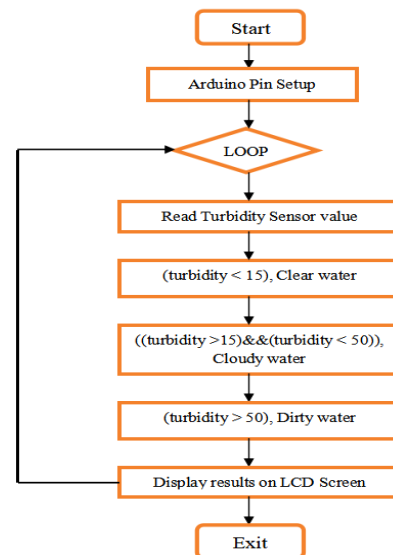 Start
Arduino Pin Setup
LOOP
Read Turbidity Sensor value
(turbidity < 15), Clear water
((turbidity >15)&&(turbidity < 50)),
Cloudy water
(turbidity > 50), Dirty water
Display results on LCD Screen
Exit